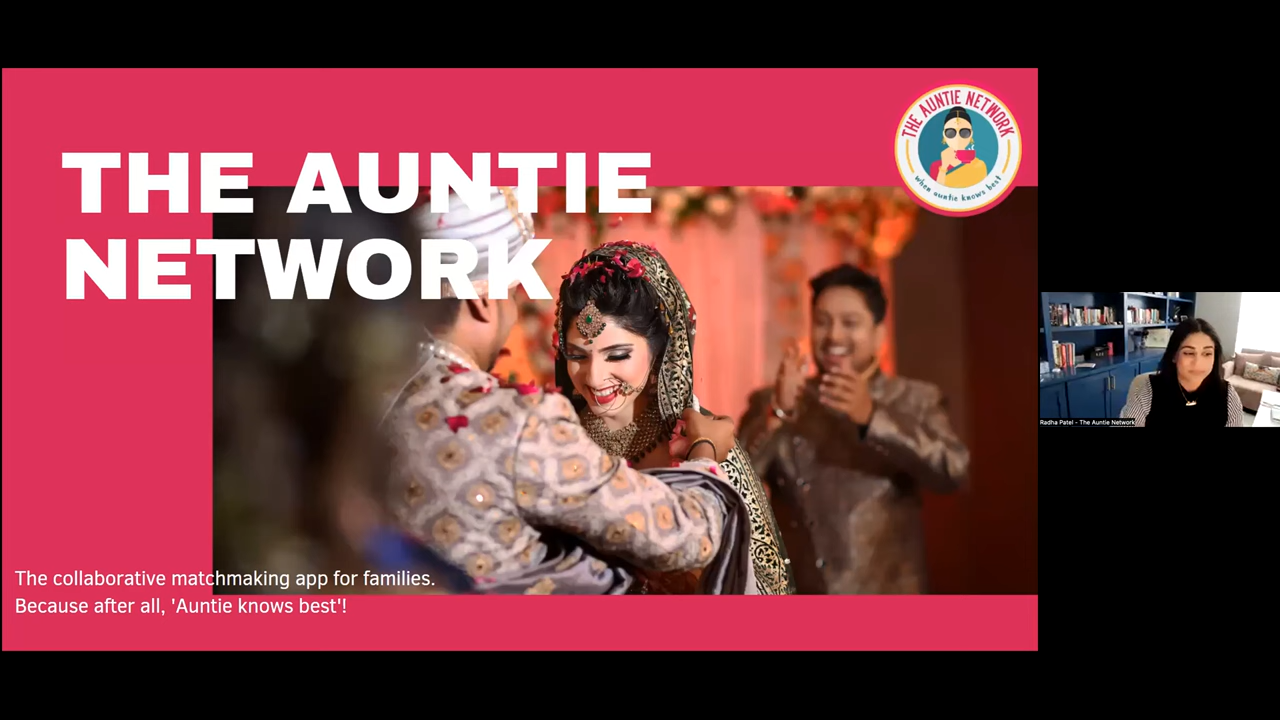 THE AUNTIE
NETWORK
THE AUNTIE NETWORK
when auntie knows best
The collaborative matchmaking app for families.
Because after all, 'Auntie knows best'!
Radha Patel - The Auntie Network